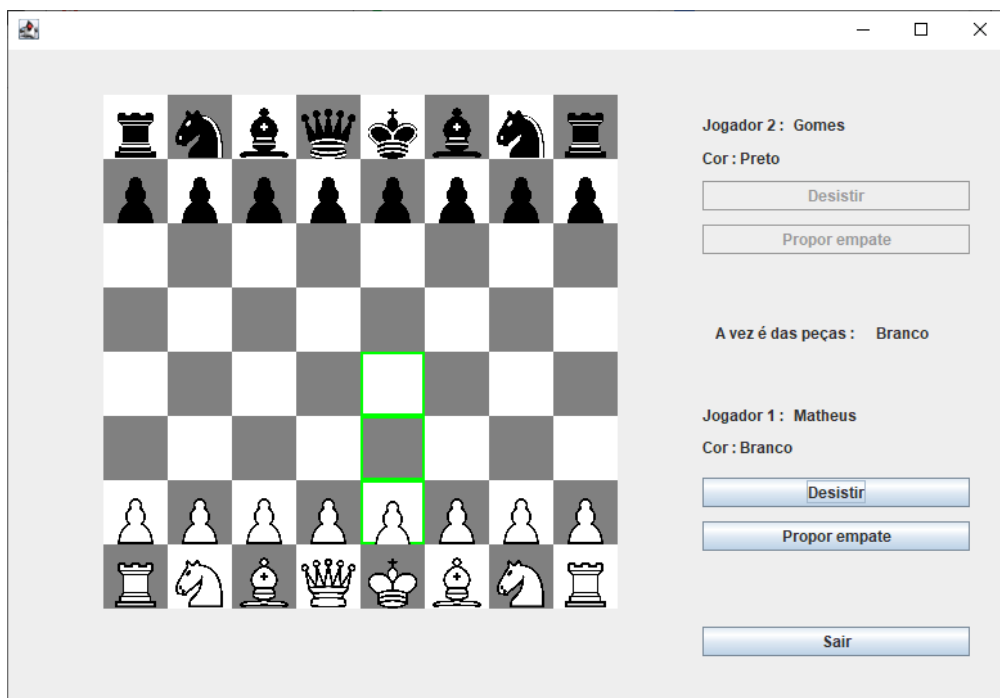 Jogador 2 : Gomes
Cor : Preto
Desistir
Propor empate
A vez é das peças : Branco
Jogador 1 : Matheus
Cor : Branco
Desistir
Propor empate
Sair